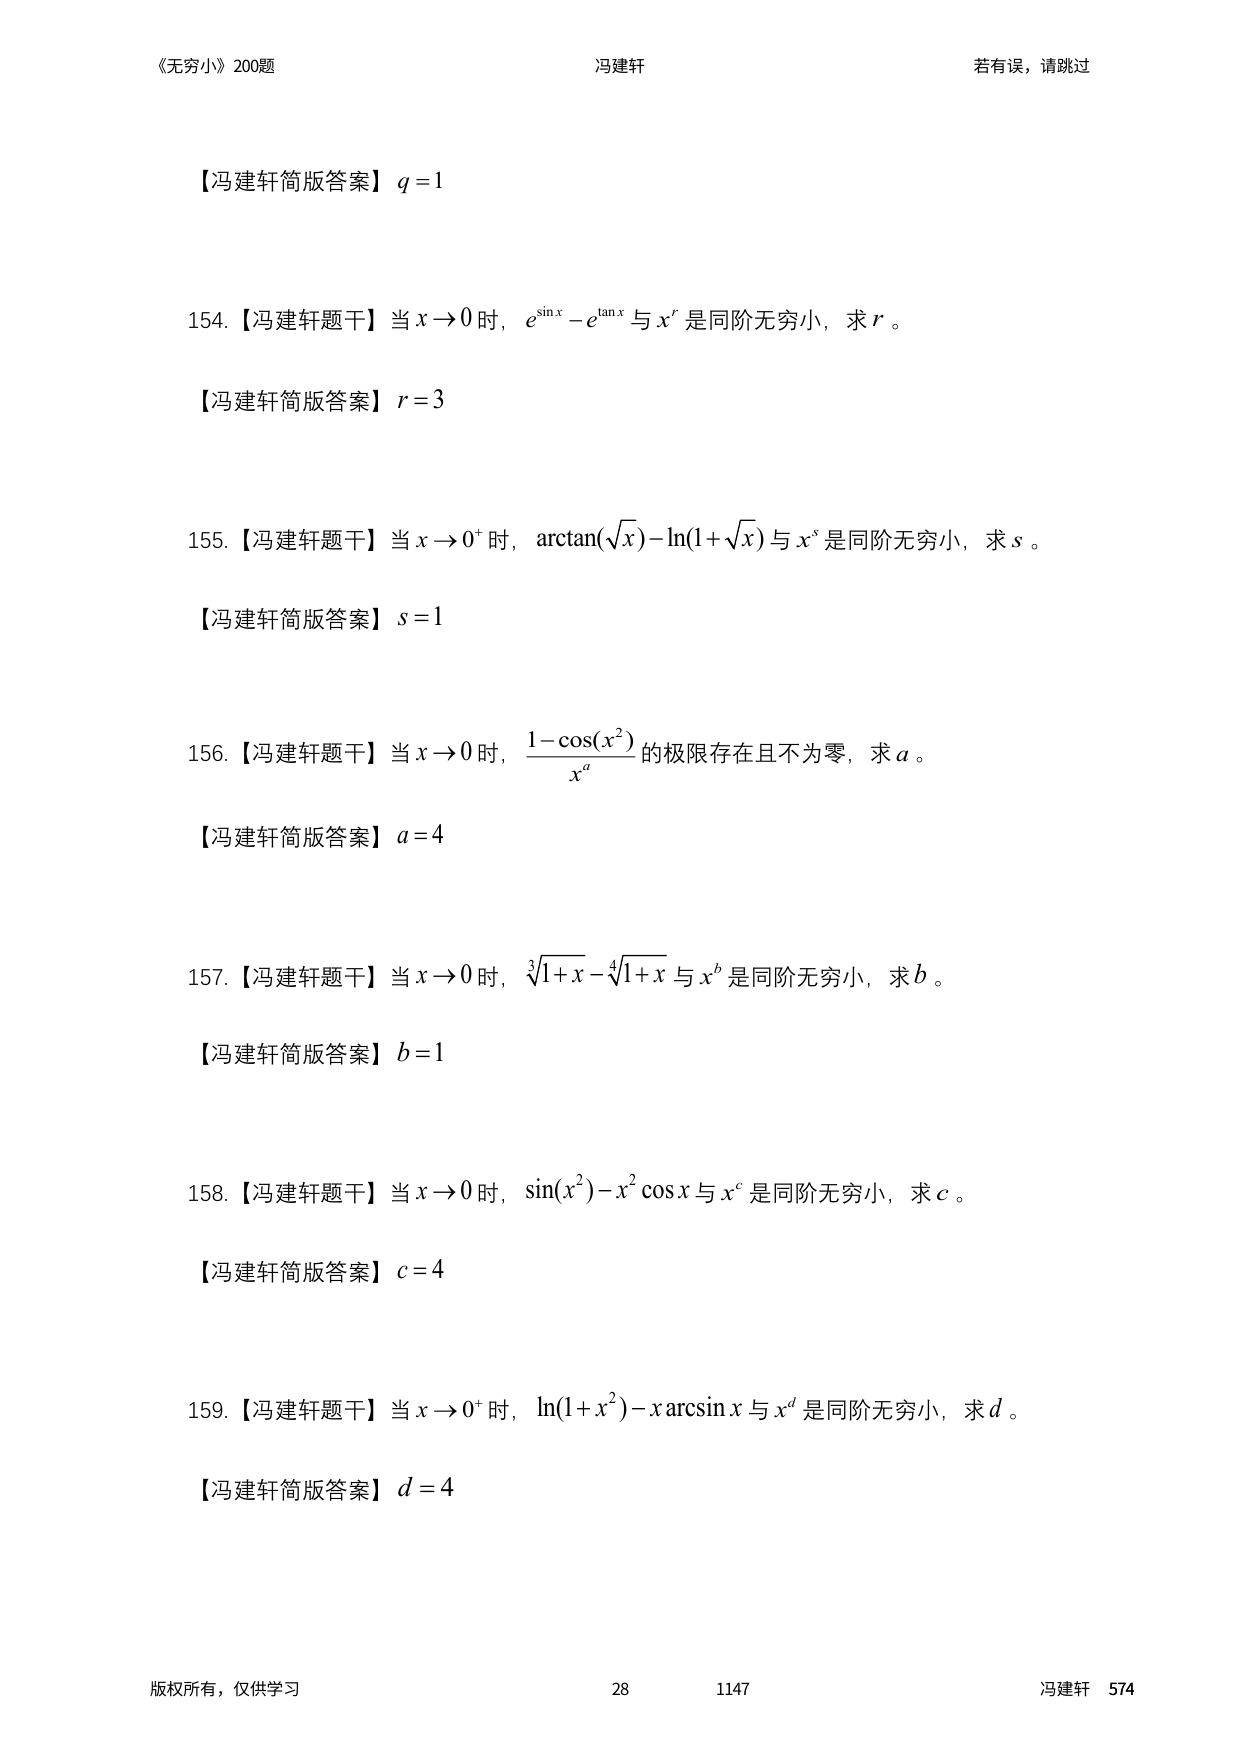 《无穷小》200题 冯建轩 若有误，请跳过
【冯建轩简版答案】 q = 1
154.【冯建轩题干】当 x → 0 时， e^{sin x} − e^{tan x} 与 x^r 是同阶无穷小，求 r 。
【冯建轩简版答案】 r = 3
155.【冯建轩题干】当 x → 0^+ 时， arctan(√x) − ln(1 + √x) 与 x^s 是同阶无穷小，求 s 。
【冯建轩简版答案】 s = 1
156.【冯建轩题干】当 x → 0 时， \frac{1 − cos(x^2)}{x^a} 的极限存在且不为零，求 a 。
【冯建轩简版答案】 a = 4
157.【冯建轩题干】当 x → 0 时， ∛(1 + x) − ∜(1 + x) 与 x^b 是同阶无穷小，求 b 。
【冯建轩简版答案】 b = 1
158.【冯建轩题干】当 x → 0 时， sin(x^2) − x^2 cos x 与 x^c 是同阶无穷小，求 c 。
【冯建轩简版答案】 c = 4
159.【冯建轩题干】当 x → 0^+ 时， ln(1 + x^2) − x arcsin x 与 x^d 是同阶无穷小，求 d 。
【冯建轩简版答案】 d = 4
版权所有，仅供学习 28 1147 冯建轩 574